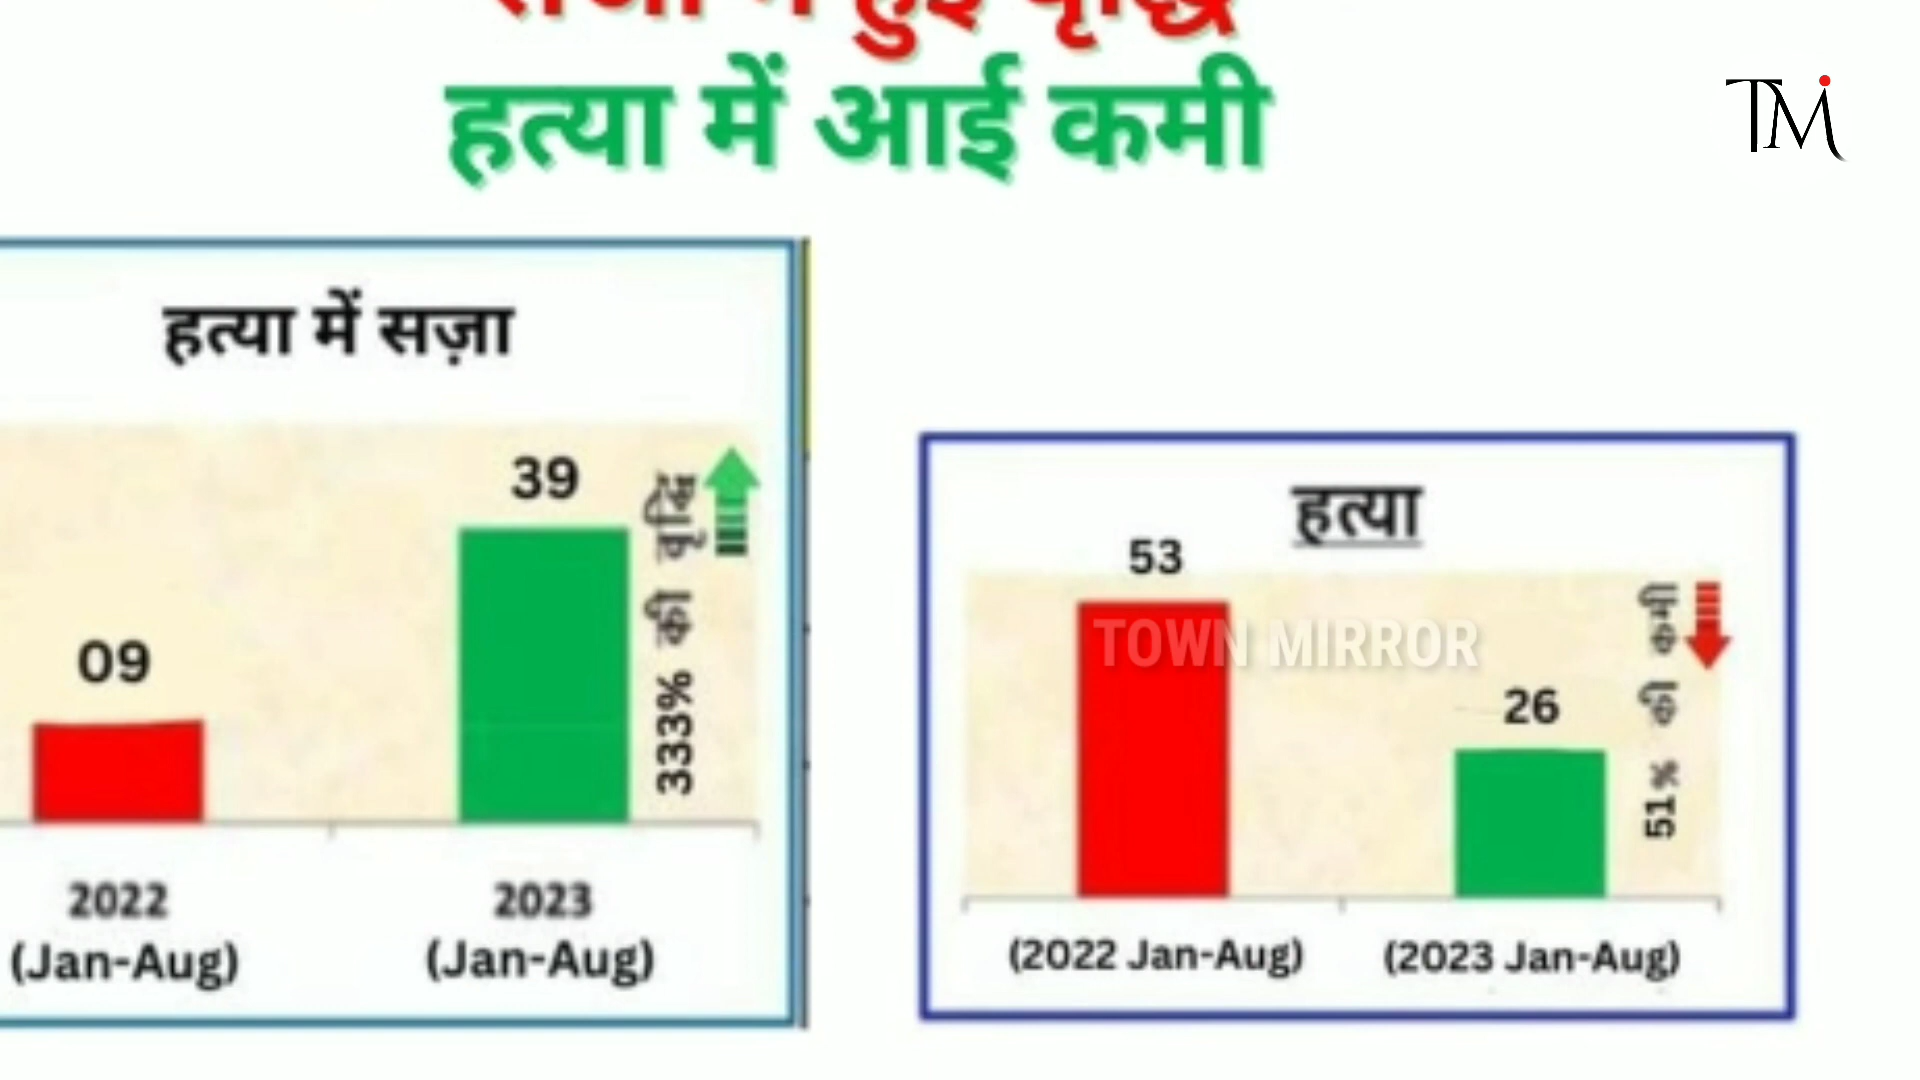 सजा में हुई वृद्धि
हत्या में आई कमी
TM
हत्या में सज़ा
09
39
333% की वृद्धि
2022
(Jan-Aug)
2023
(Jan-Aug)
हत्या
53
26
51% की कमी
TOWN MIRROR
(2022 Jan-Aug)
(2023 Jan-Aug)